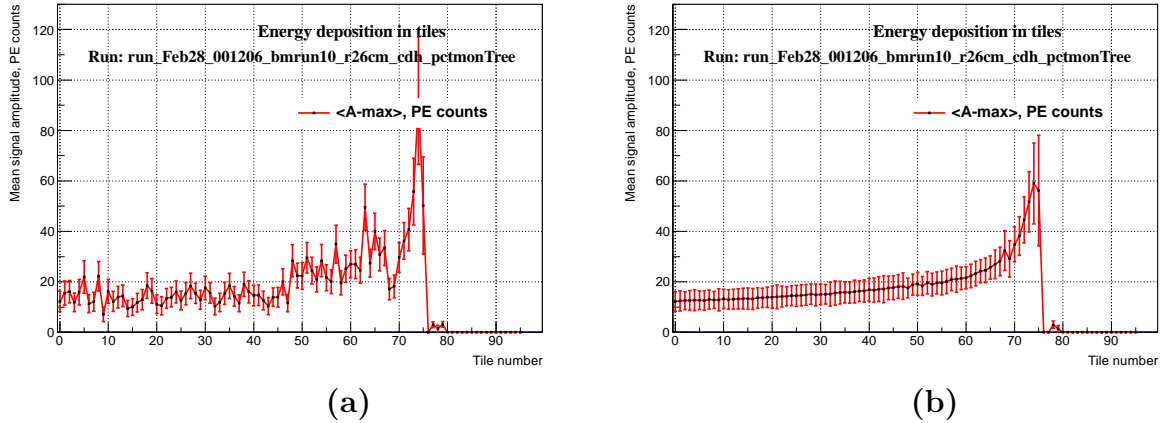 Energy deposition in tiles
Run: run_Feb28_001206_bmrun10_r26cm_cdh_pctmonTree
<A-max>, PE counts
Mean signal amplitude, PE counts
120
100
80
60
40
20
0
0 10 20 30 40 50 60 70 80 90
Tile number
(a)
Energy deposition in tiles
Run: run_Feb28_001206_bmrun10_r26cm_cdh_pctmonTree
<A-max>, PE counts
Mean signal amplitude, PE counts
120
100
80
60
40
20
0
0 10 20 30 40 50 60 70 80 90
Tile number
(b)